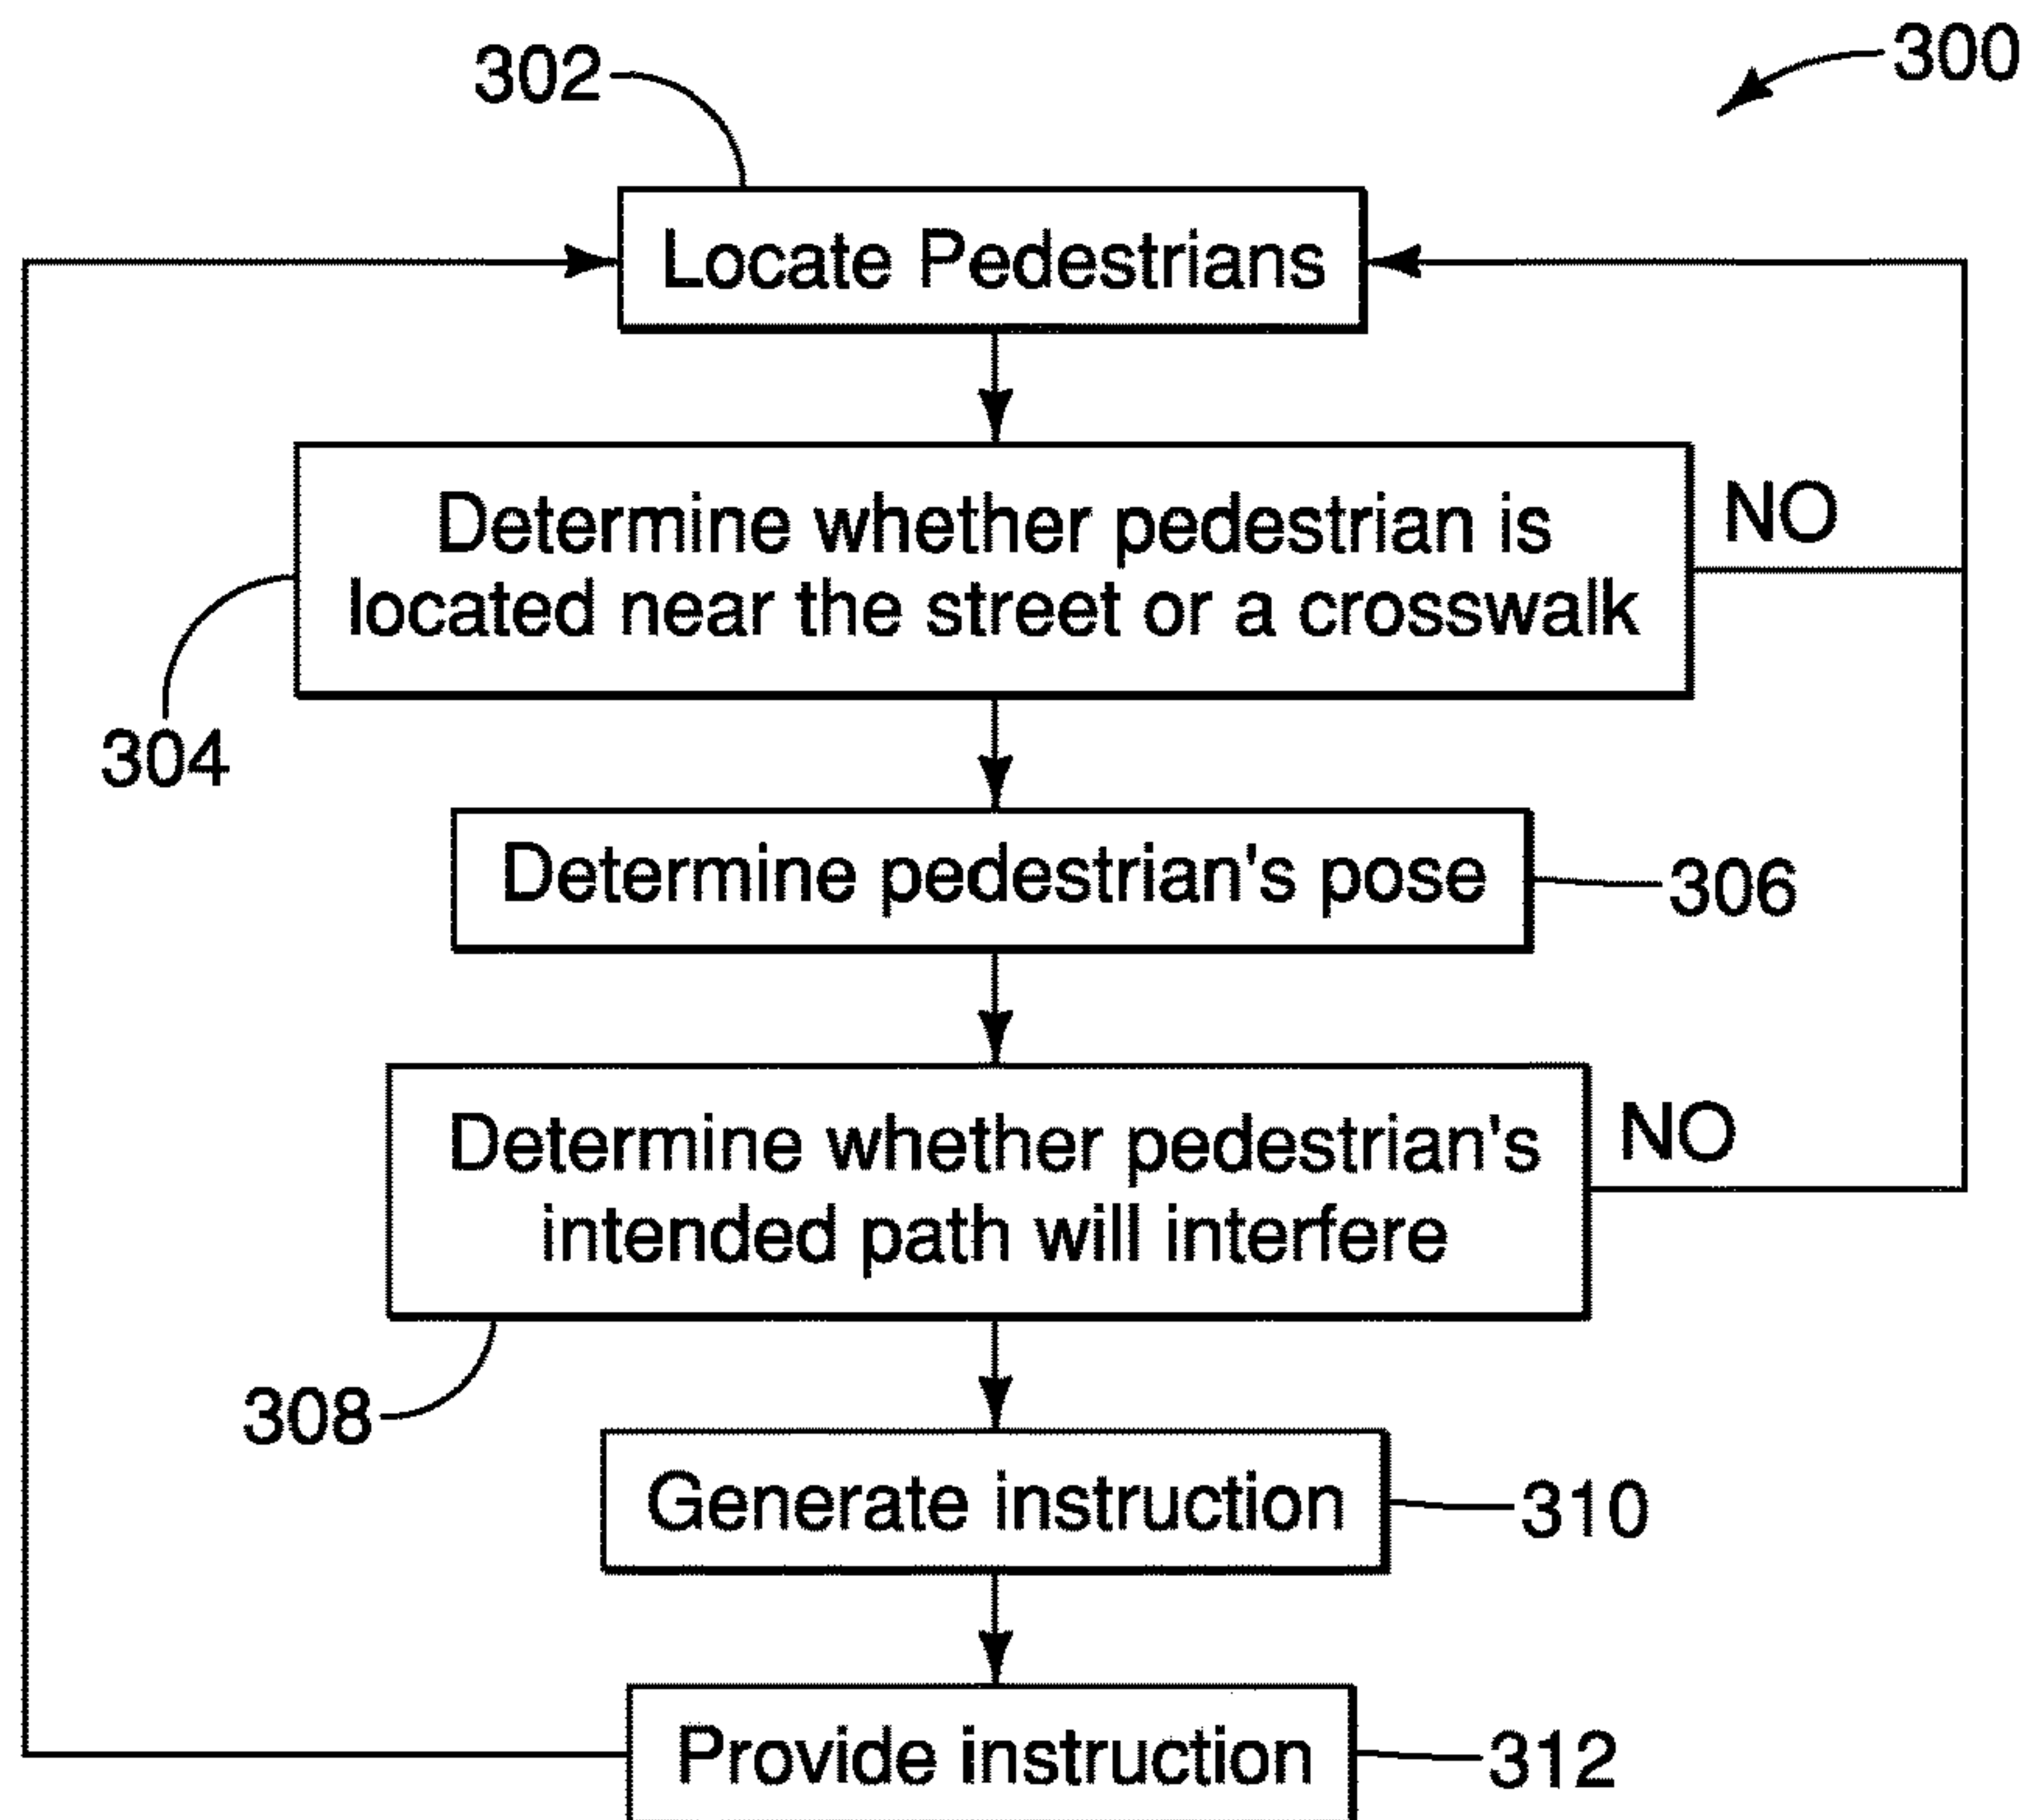 300
302
Locate Pedestrians
Determine whether pedestrian is
located near the street or a crosswalk
NO
304
Determine pedestrian's pose
306
Determine whether pedestrian's
intended path will interfere
NO
308
Generate instruction
310
Provide instruction
312